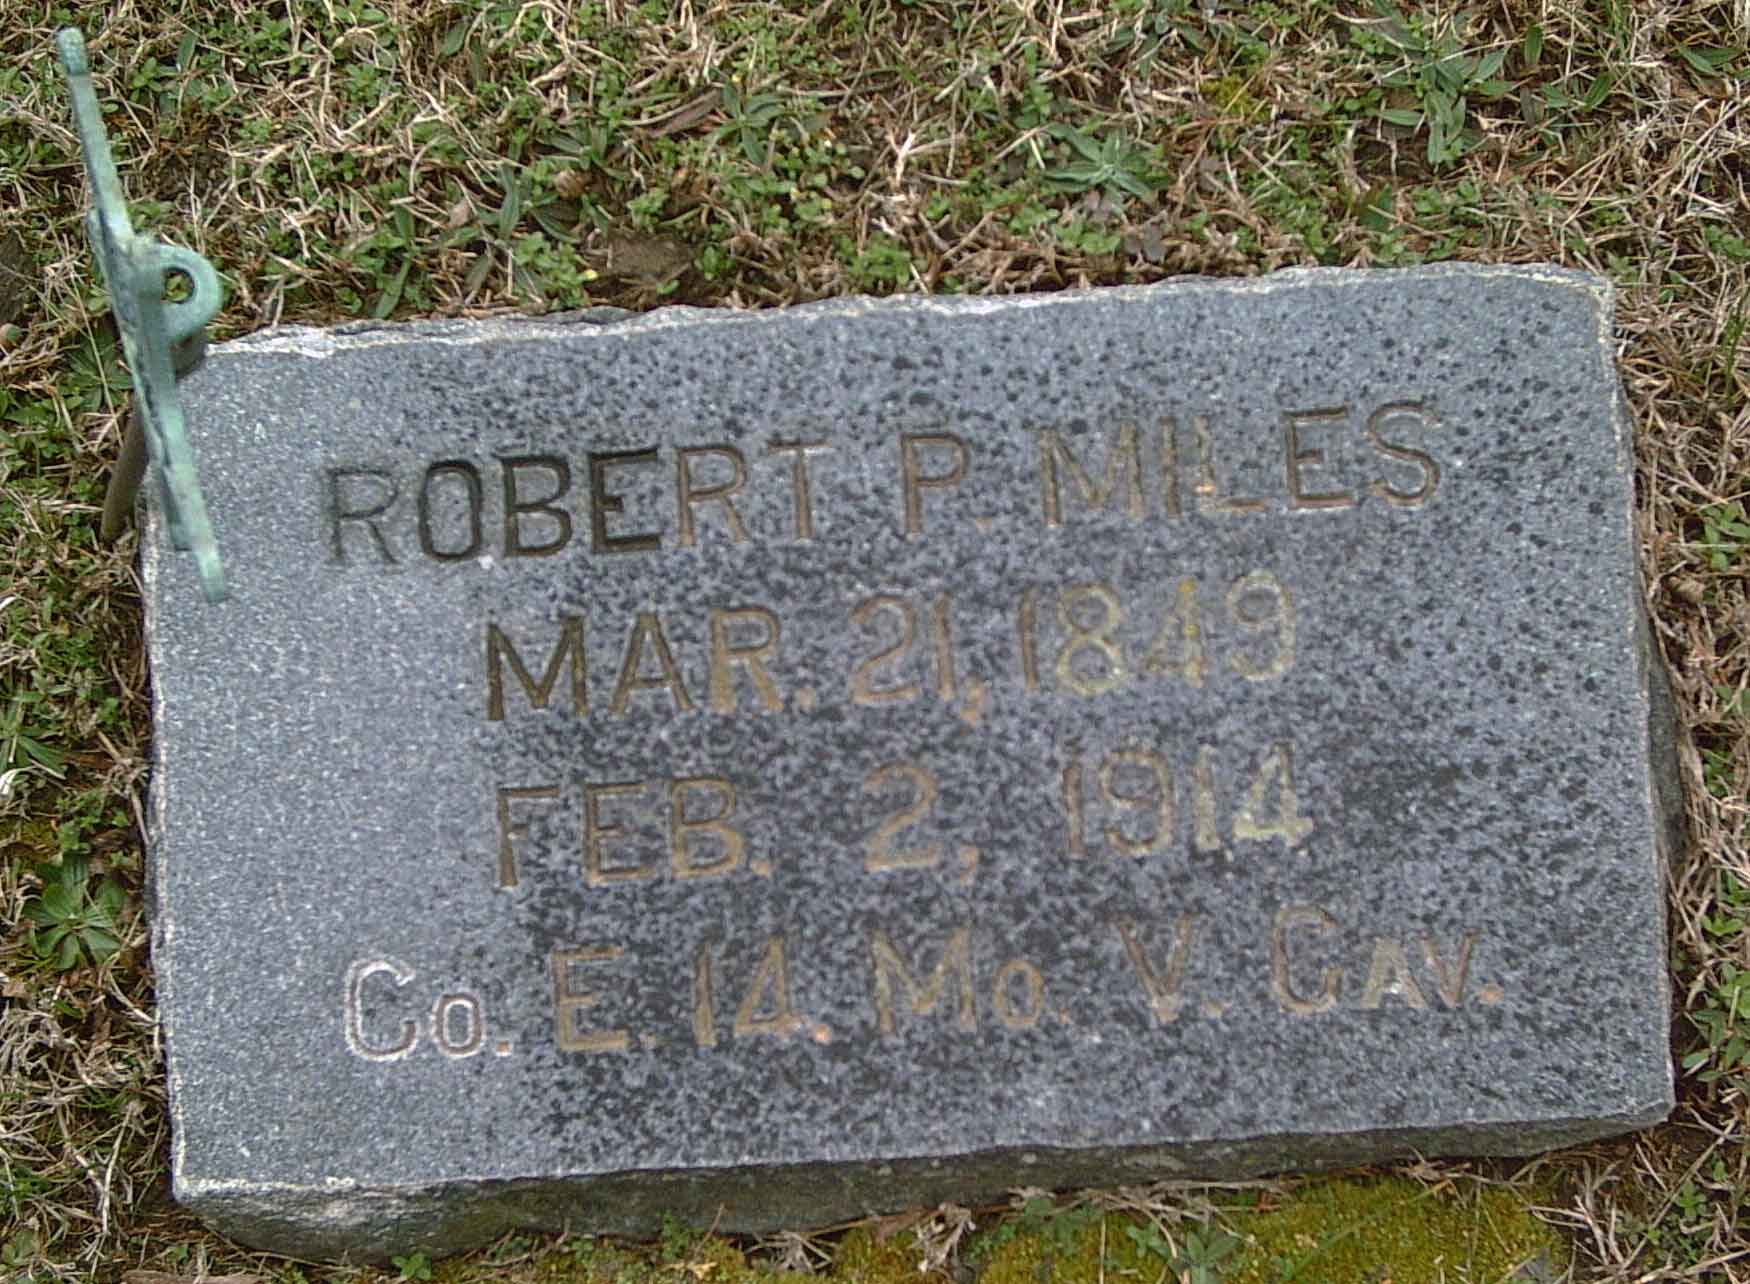 ROBERT P. MILES
MAR. 21, 1849
FEB. 2, 1914
Co. E. 14. Mo. V. CAV.